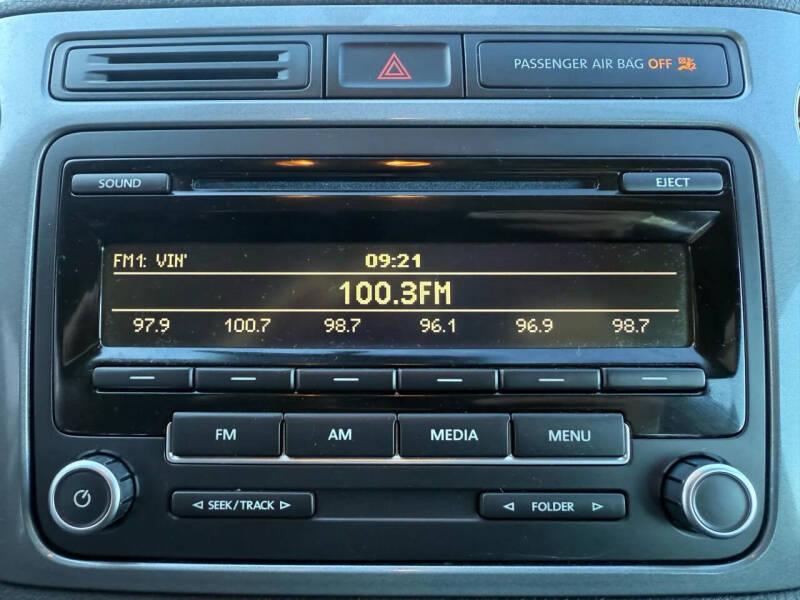 PASSENGER AIR BAG OFF
SOUND
EJECT
FM1: VIN' 09:21
100.3FM
97.9 100.7 98.7 96.1 96.9 98.7
FM AM MEDIA MENU
SEEK/TRACK
FOLDER